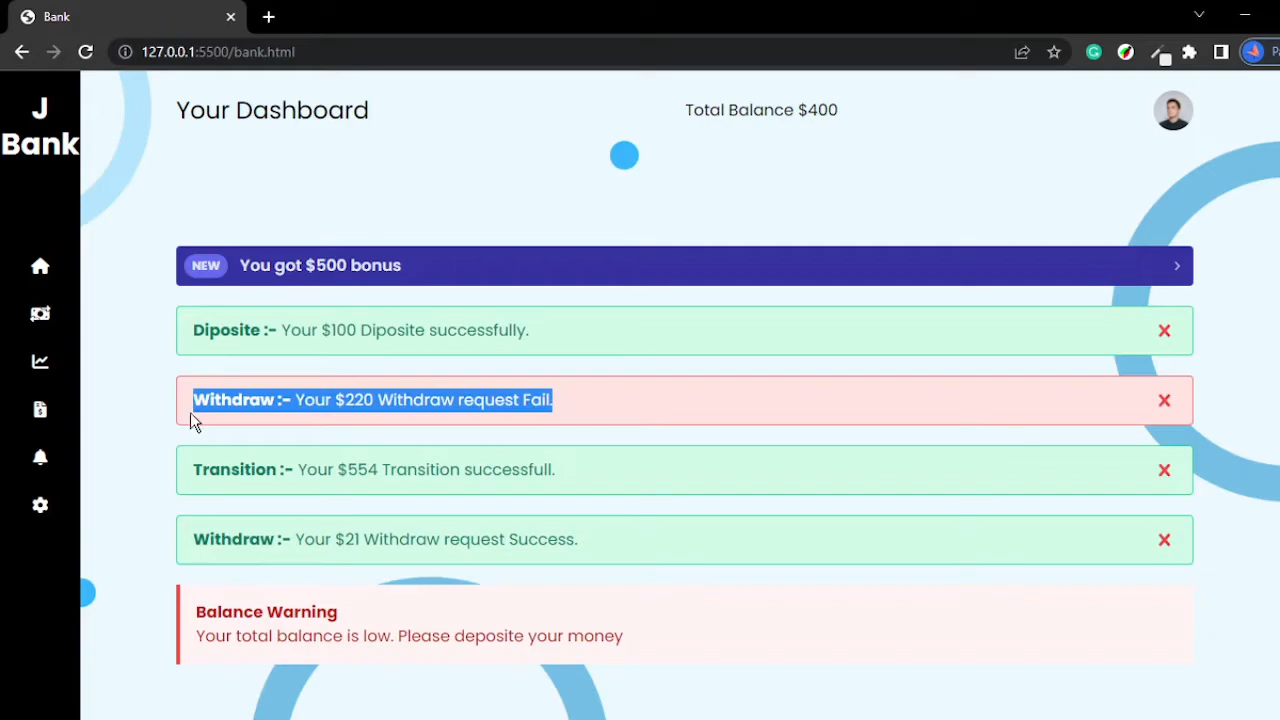 Bank
127.0.0.1:5500/bank.html
Pa
J
Bank
Your Dashboard
Total Balance $400
NEW You got $500 bonus
Diposite :- Your $100 Diposite successfully.
Withdraw :- Your $220 Withdraw request Fail.
Transition :- Your $554 Transition successfull.
Withdraw :- Your $21 Withdraw request Success.
Balance Warning
Your total balance is low. Please deposite your money